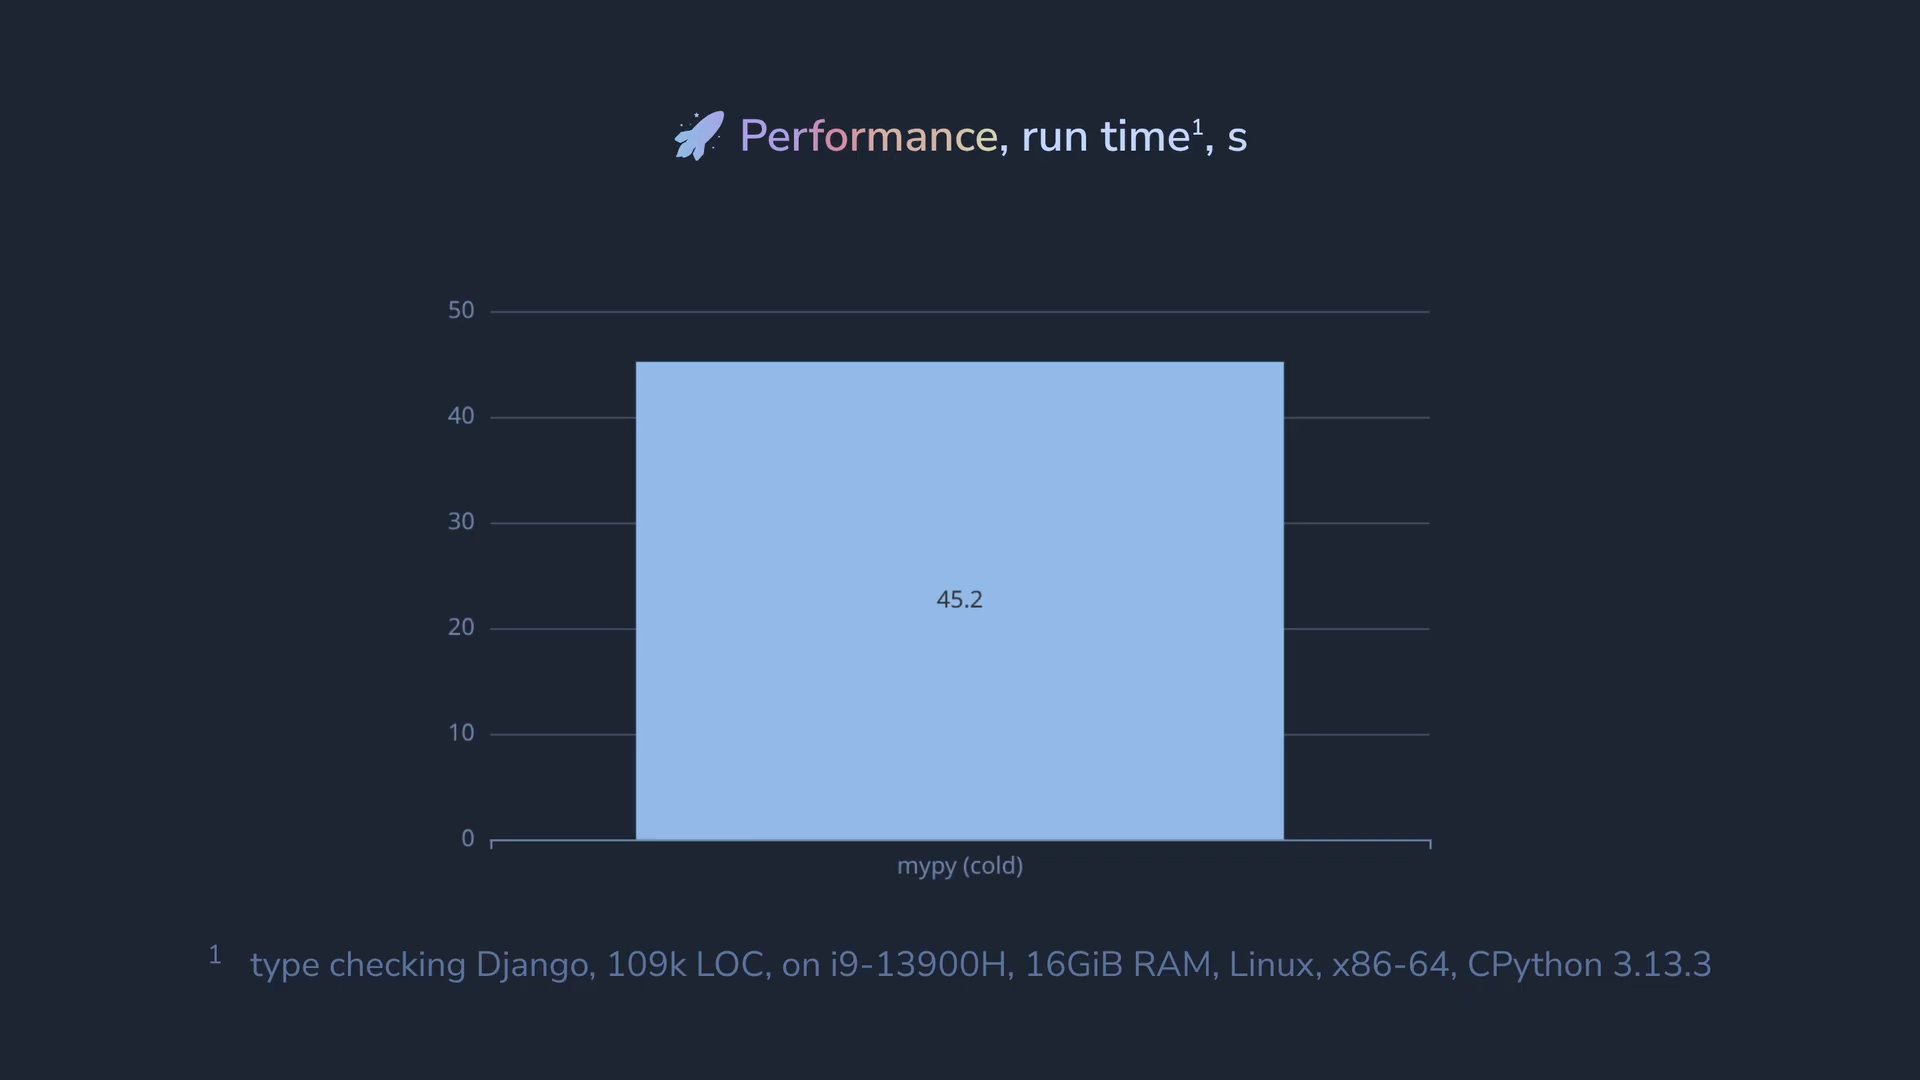 Performance, run time¹, s
50
40
30
20
10
0
45.2
mypy (cold)
¹ type checking Django, 109k LOC, on i9-13900H, 16GiB RAM, Linux, x86-64, CPython 3.13.3